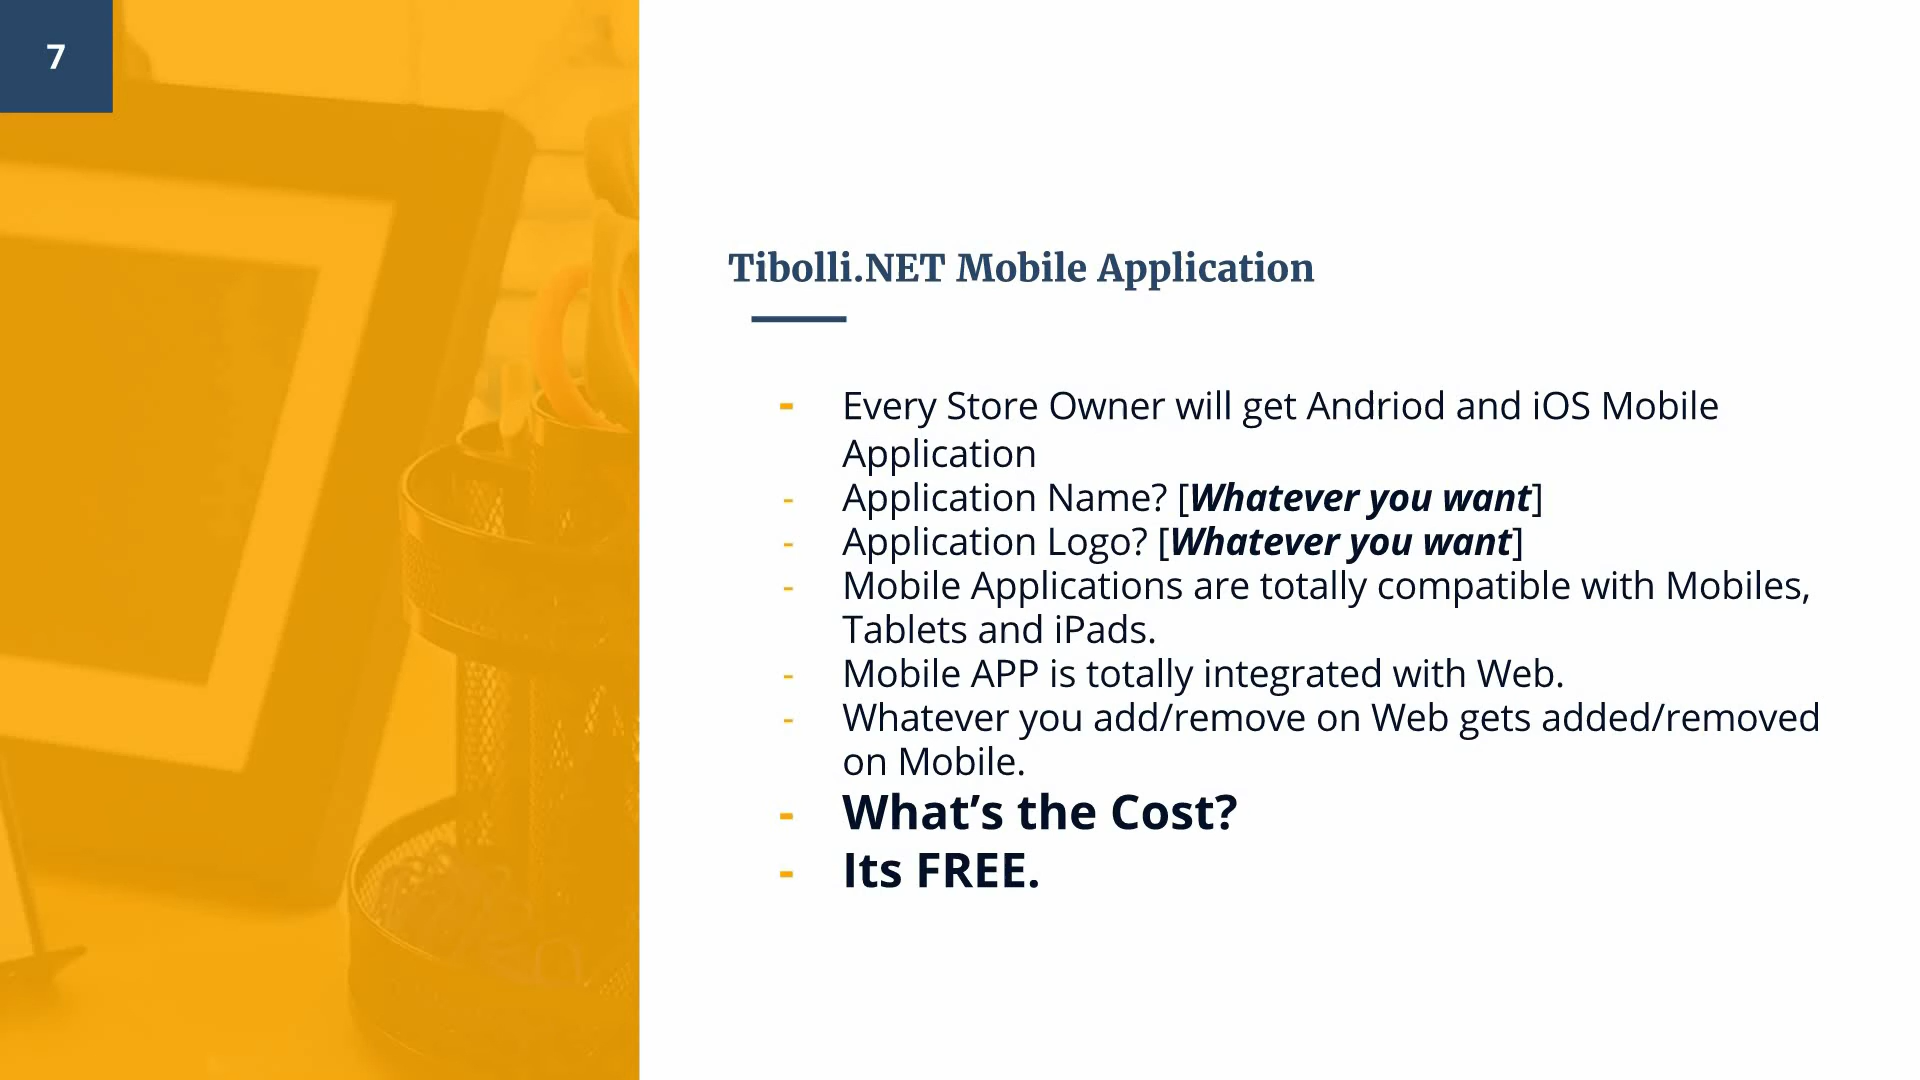 7
Tibolli.NET Mobile Application
- Every Store Owner will get Andriod and iOS Mobile
Application
- Application Name? [Whatever you want]
- Application Logo? [Whatever you want]
- Mobile Applications are totally compatible with Mobiles,
Tablets and iPads.
- Mobile APP is totally integrated with Web.
- Whatever you add/remove on Web gets added/removed
on Mobile.
- What’s the Cost?
- Its FREE.